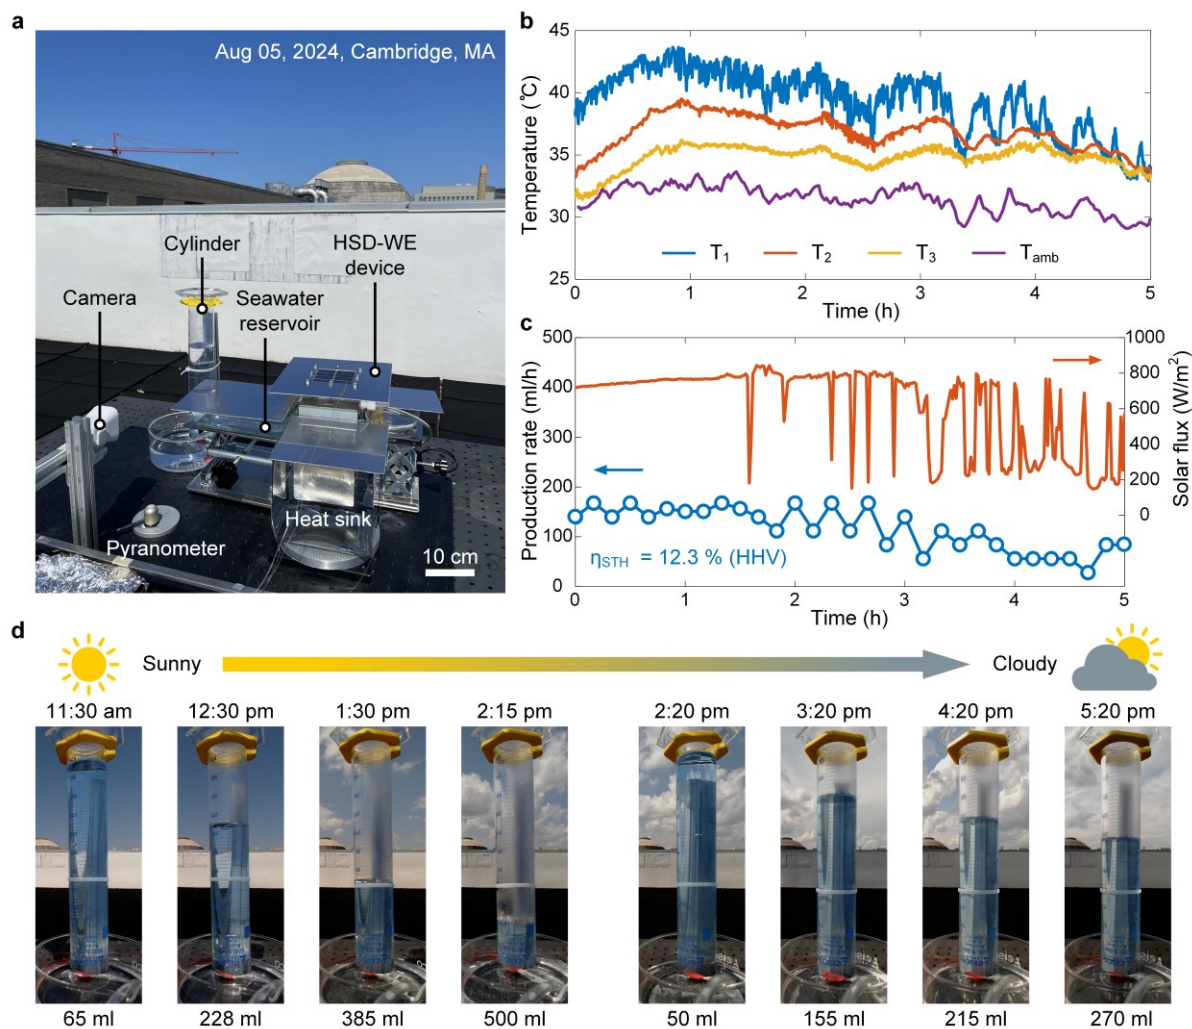 a
Aug 05, 2024, Cambridge, MA
Cylinder
HSD-WE
device
Camera
Seawater
reservoir
Heat sink
Pyranometer
10 cm
b
45
40
35
30
25
Temperature (℃)
T1
T2
T3
Tamb
0
1
2
3
4
5
Time (h)
c
500
400
300
200
100
0
Production rate (ml/h)
1000
800
600
400
200
0
Solar flux (W/m²)
ηSTH = 12.3 % (HHV)
0
1
2
3
4
5
Time (h)
d
Sunny
Cloudy
11:30 am
12:30 pm
1:30 pm
2:15 pm
2:20 pm
3:20 pm
4:20 pm
5:20 pm
65 ml
228 ml
385 ml
500 ml
50 ml
155 ml
215 ml
270 ml